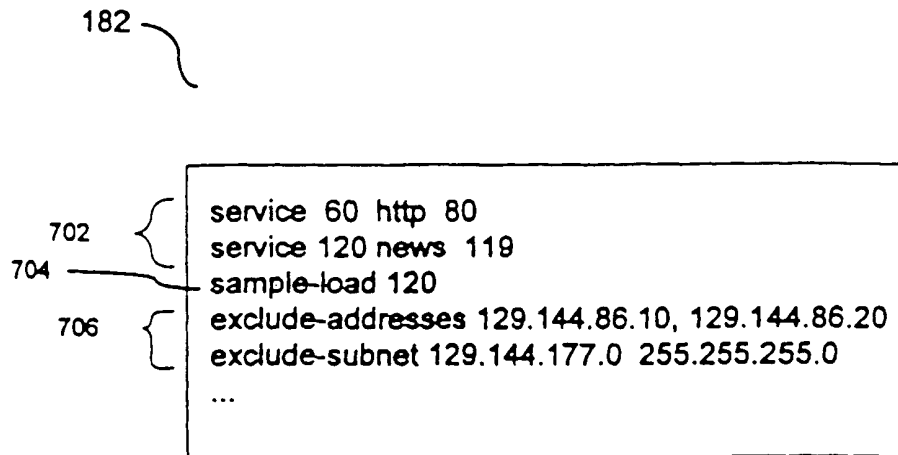 182
702
704
706
service 60 http 80
service 120 news 119
sample-load 120
exclude-addresses 129.144.86.10, 129.144.86.20
exclude-subnet 129.144.177.0 255.255.255.0
...